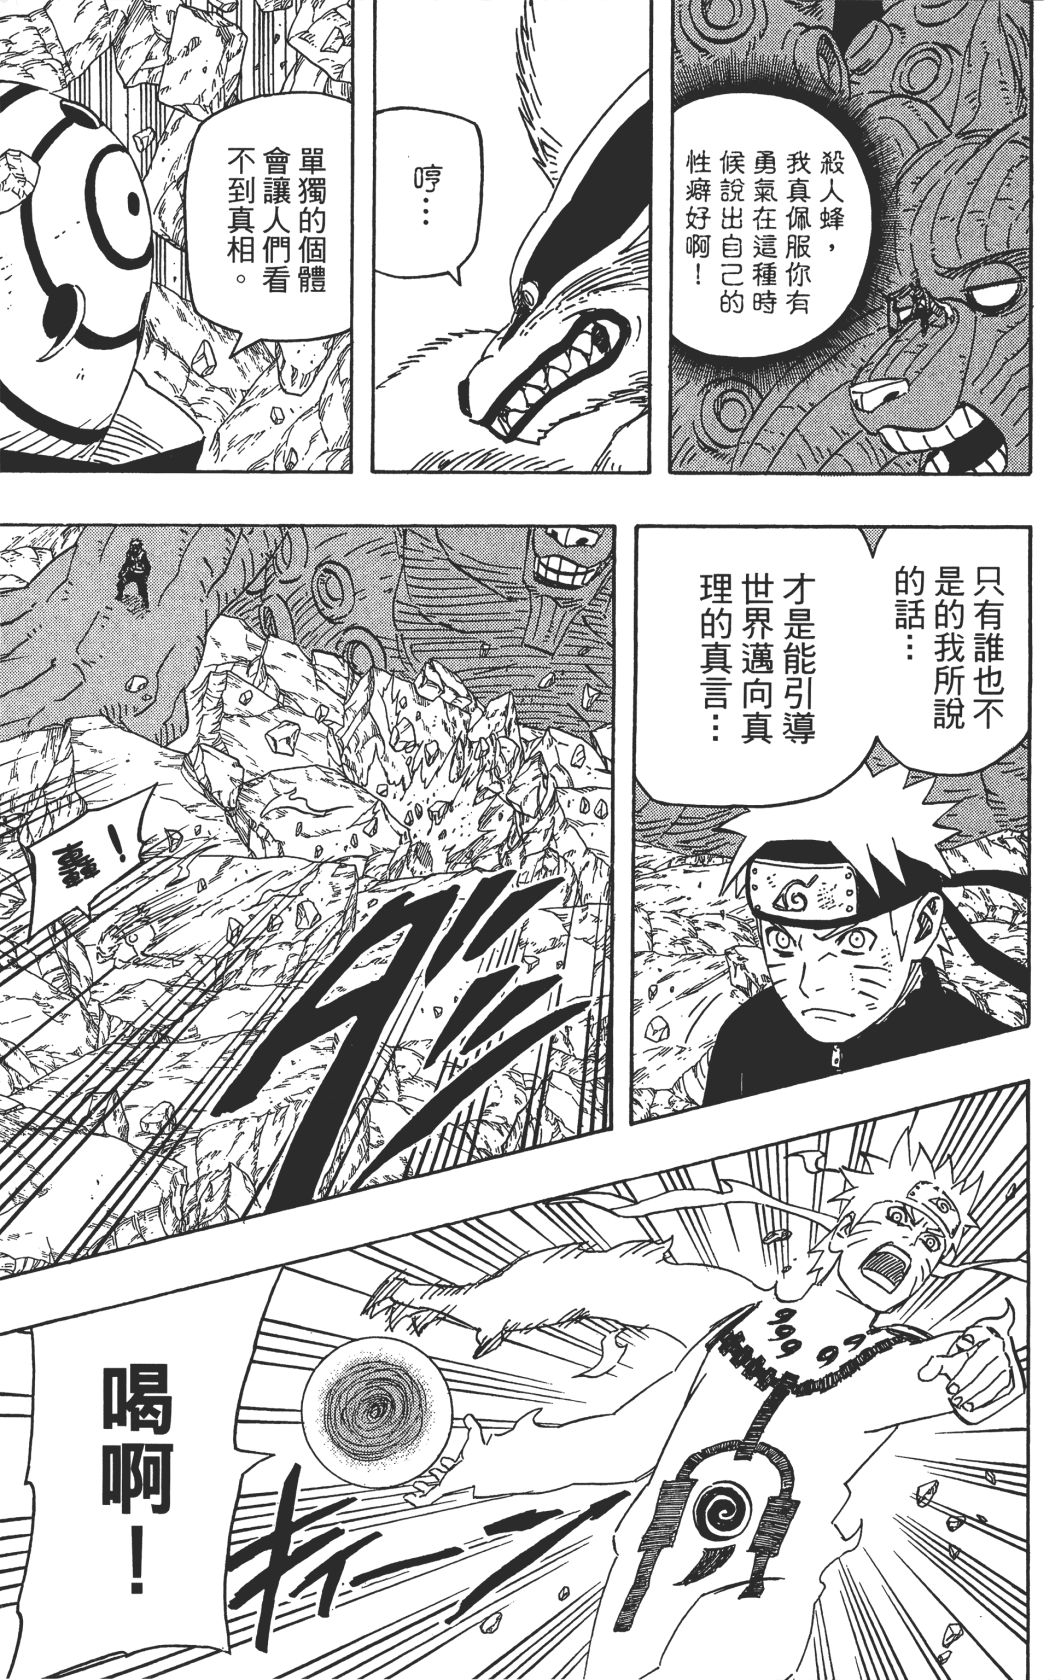 殺人蜂，
我真佩服你有
勇氣在這種時
候說出自己的
性癖好啊！
哼…
單獨的個體
會讓人們看
不到真相。
只有誰也不
是的我所說
的話…
才是能引導
世界邁向真
理的真言…
轟！
ダン
喝啊！
キィーン